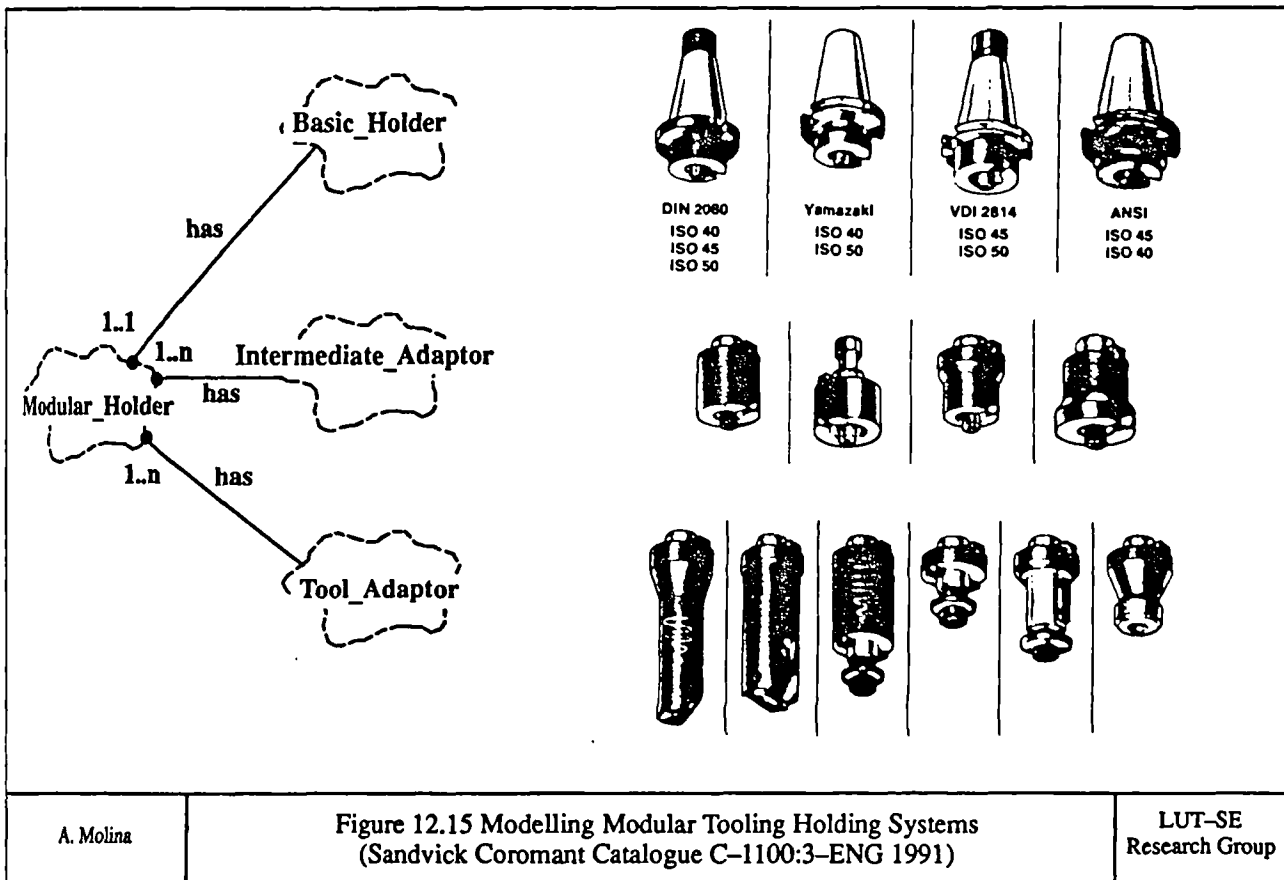 Basic_Holder
has
1..1
1..n
Intermediate_Adaptor
has
Modular_Holder
1..n
has
Tool_Adaptor
DIN 2080
ISO 40
ISO 45
ISO 50
Yamazaki
ISO 40
ISO 50
VDI 2814
ISO 45
ISO 50
ANSI
ISO 45
ISO 40
A. Molina
Figure 12.15 Modelling Modular Tooling Holding Systems
(Sandvick Coromant Catalogue C–1100:3–ENG 1991)
LUT–SE
Research Group